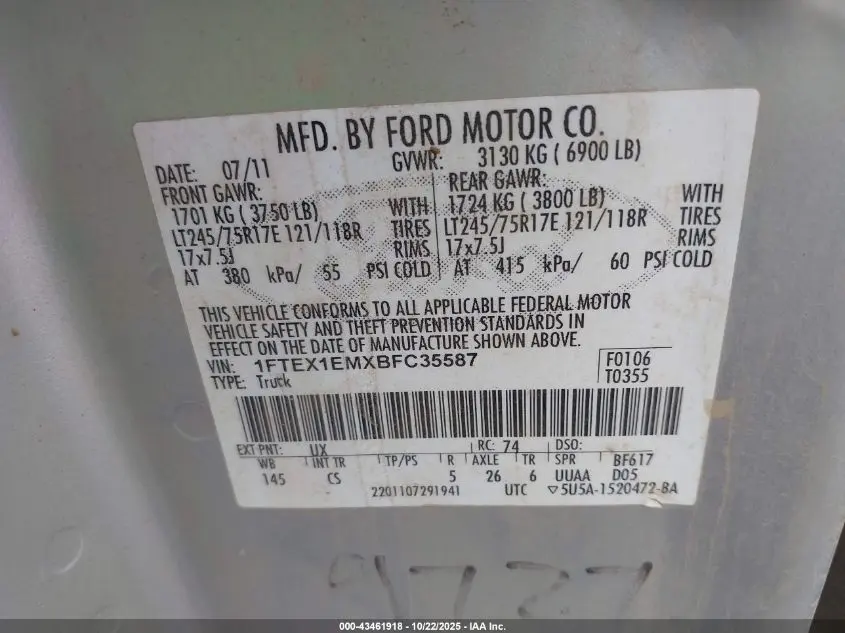 MFD. BY FORD MOTOR CO.
DATE: 07/11 GVWR: 3130 KG ( 6900 LB)
FRONT GAWR: REAR GAWR:
1701 KG ( 3750 LB) WITH 1724 KG ( 3800 LB) WITH
LT245/75R17E 121/118R TIRES LT245/75R17E 121/118R TIRES
17x7.5J RIMS 17x7.5J RIMS
AT 380 kPa/ 55 PSI COLD AT 415 kPa/ 60 PSI COLD
THIS VEHICLE CONFORMS TO ALL APPLICABLE FEDERAL MOTOR
VEHICLE SAFETY AND THEFT PREVENTION STANDARDS IN
EFFECT ON THE DATE OF MANUFACTURE SHOWN ABOVE.
VIN: 1FTEX1EMXBFC35587 F0106
TYPE: Truck T0355
EXT PNT: UX RC: 74 DSO:
WB INT TR TP/PS R AXLE TR SPR BF617
145 CS 5 26 6 UUAA D05
2201107291941 UTC ▽5U5A-1520472-BA
000-43461918 - 10/22/2025 - IAA Inc.